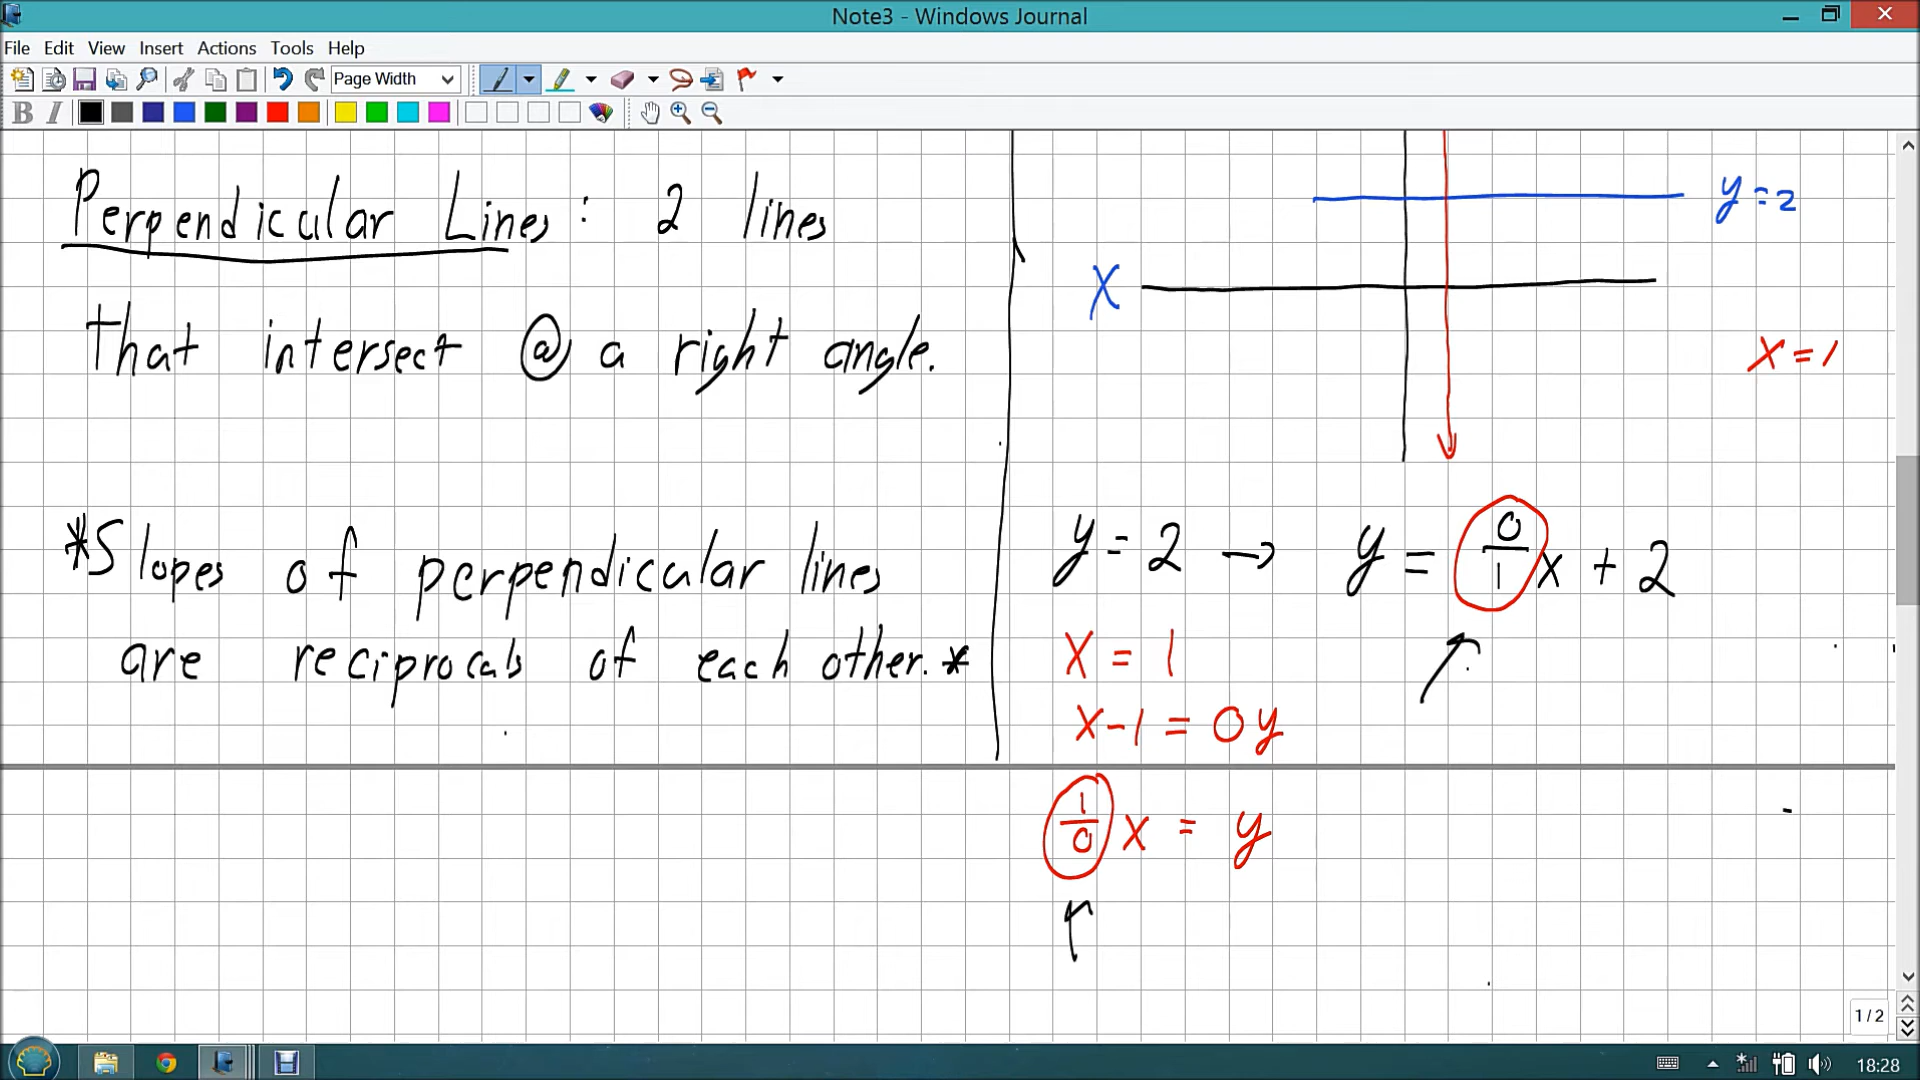 Note3 - Windows Journal
File Edit View Insert Actions Tools Help
Page Width
B I
Perpendicular Lines: 2 lines
that intersect @ a right angle.
*Slopes of perpendicular lines
are reciprocals of each other.*
y = 2
X
x = 1
y = 2 → y = 0/1 x + 2
x = 1
x - 1 = 0y
1/0 x = y
1 / 2
18:28